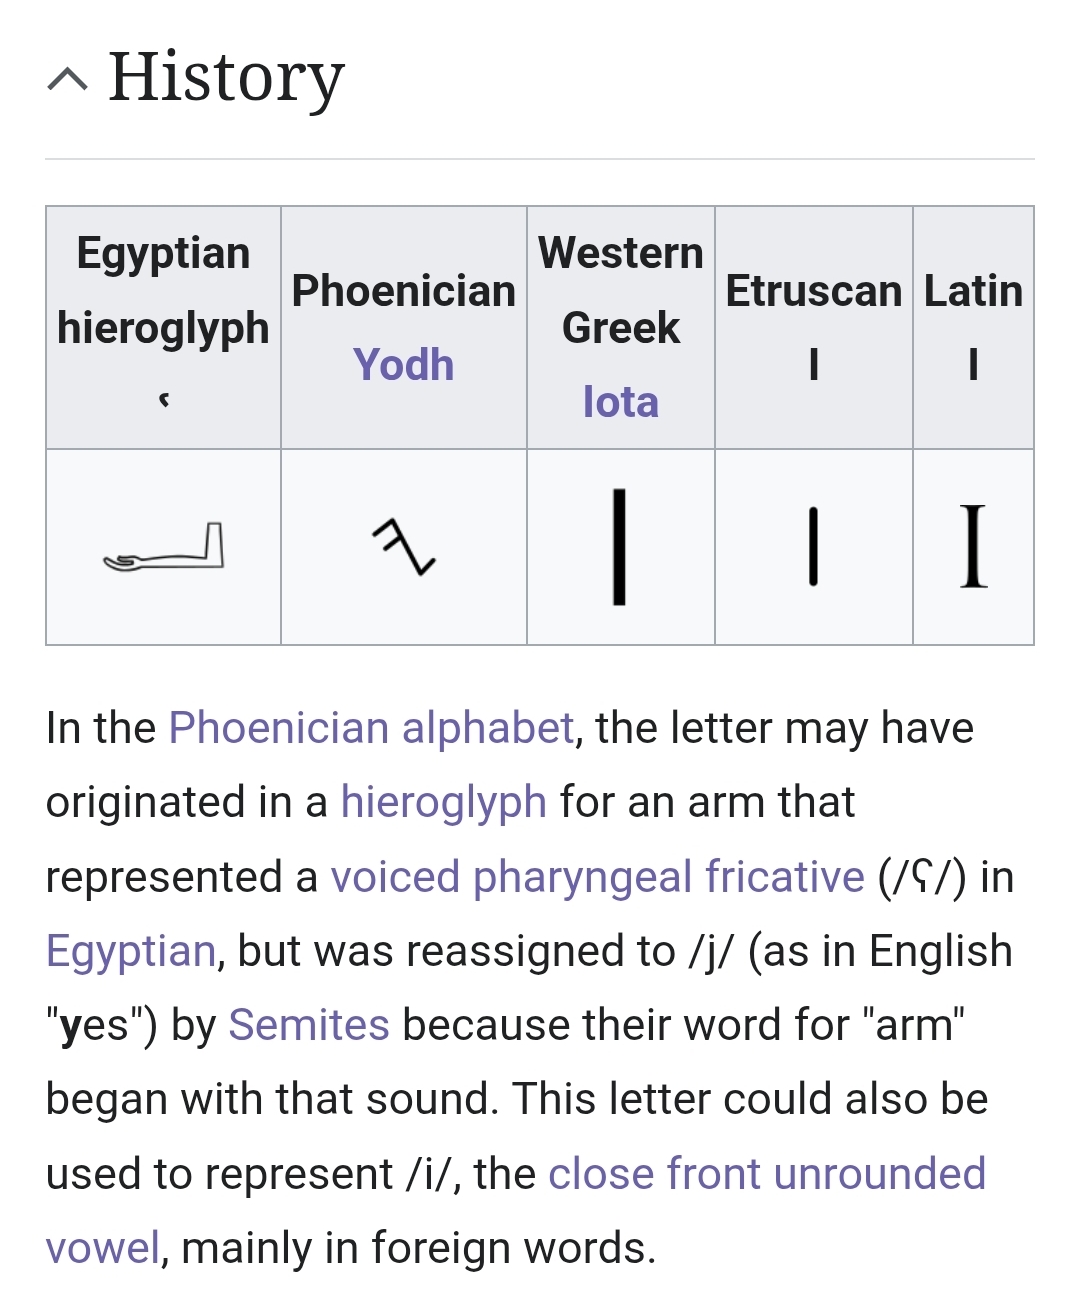 History
Egyptian
hieroglyph
ꜥ
Phoenician
Yodh
Western
Greek
Iota
Etruscan
I
Latin
I
In the Phoenician alphabet, the letter may have
originated in a hieroglyph for an arm that
represented a voiced pharyngeal fricative (/ʕ/) in
Egyptian, but was reassigned to /j/ (as in English
"yes") by Semites because their word for "arm"
began with that sound. This letter could also be
used to represent /i/, the close front unrounded
vowel, mainly in foreign words.